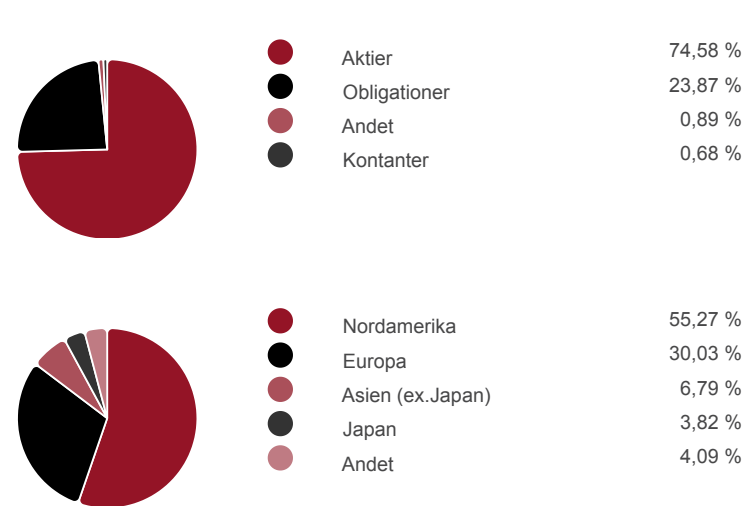 Aktier 74,58 %
Obligationer 23,87 %
Andet 0,89 %
Kontanter 0,68 %
Nordamerika 55,27 %
Europa 30,03 %
Asien (ex.Japan) 6,79 %
Japan 3,82 %
Andet 4,09 %